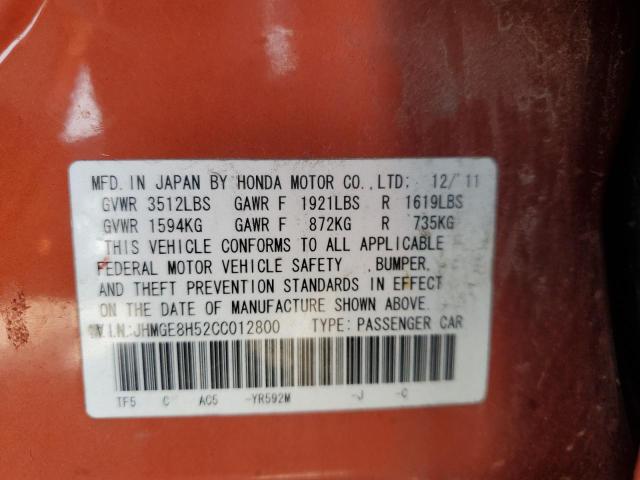 MFD. IN JAPAN BY HONDA MOTOR CO.,LTD: 12/'11
GVWR 3512LBS GAWR F 1921LBS R 1619LBS
GVWR 1594KG GAWR F 872KG R 735KG
THIS VEHICLE CONFORMS TO ALL APPLICABLE
FEDERAL MOTOR VEHICLE SAFETY ,BUMPER,
AND THEFT PREVENTION STANDARDS IN EFFECT
ON THE DATE OF MANUFACTURE SHOWN ABOVE.
V.I.N.:JHMGE8H52CC012800 TYPE: PASSENGER CAR
TF5 C AC5 -YR592M -J -C